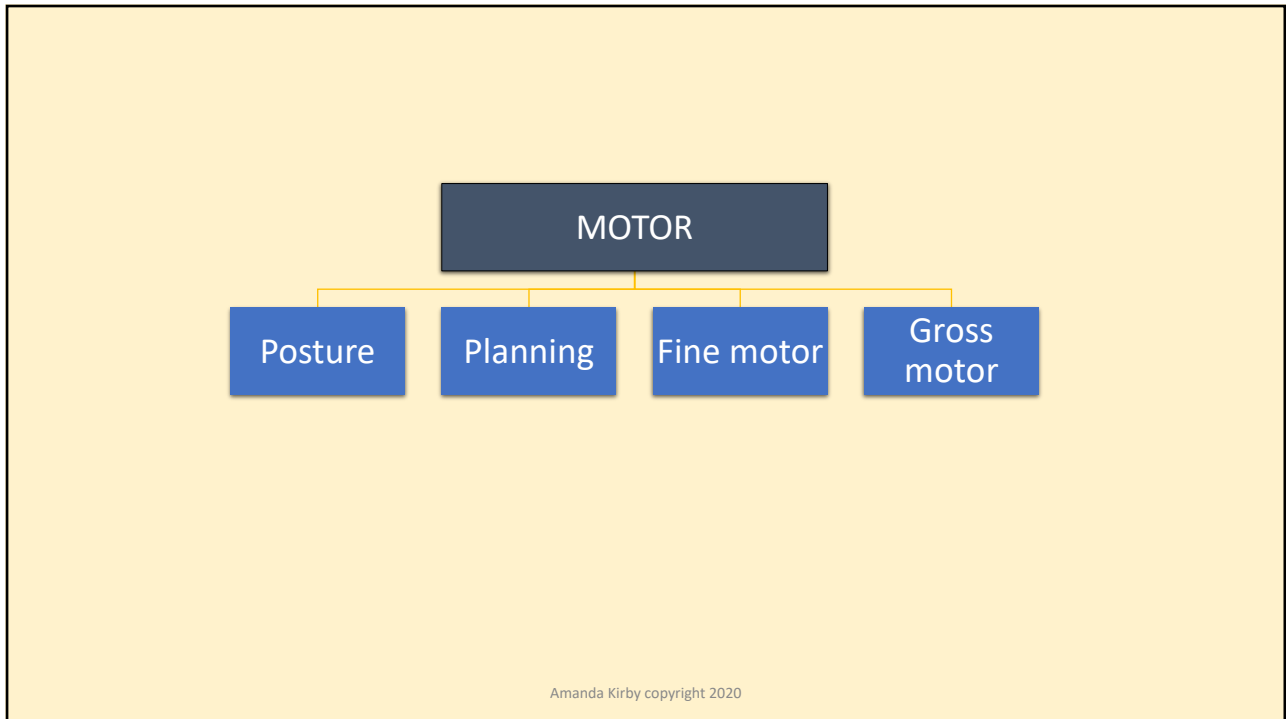 MOTOR
Posture
Planning
Fine motor
Gross
motor
Amanda Kirby copyright 2020